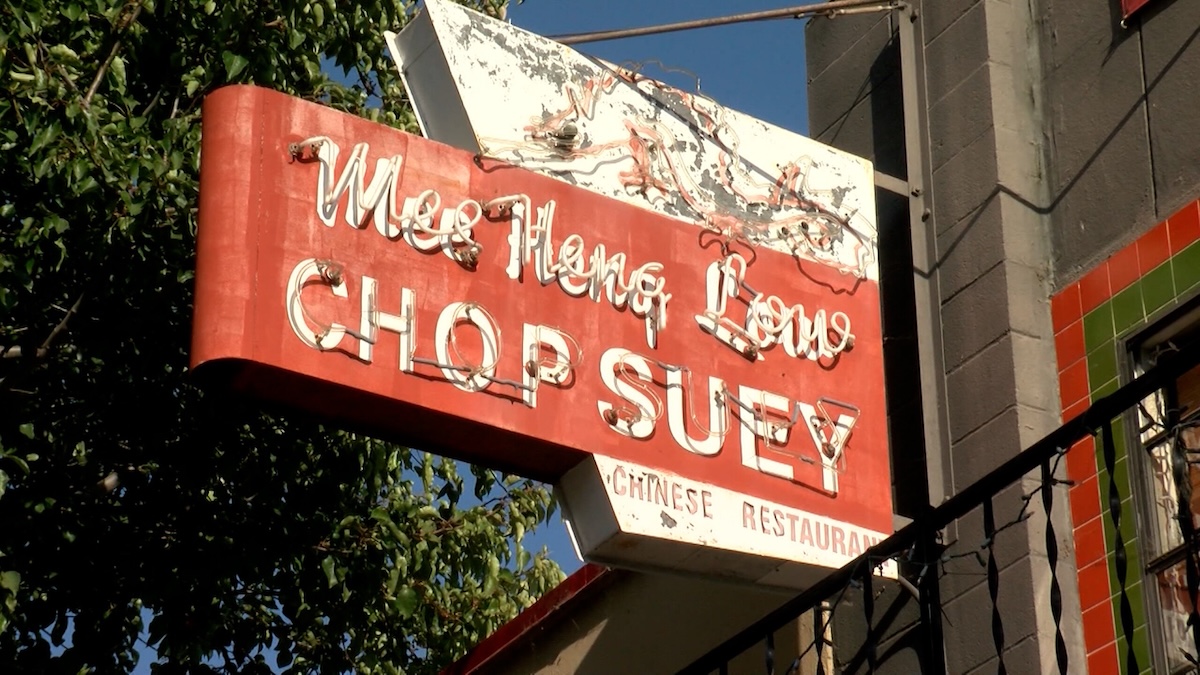 Mee Heng Low
CHOP SUEY
CHINESE RESTAURANT